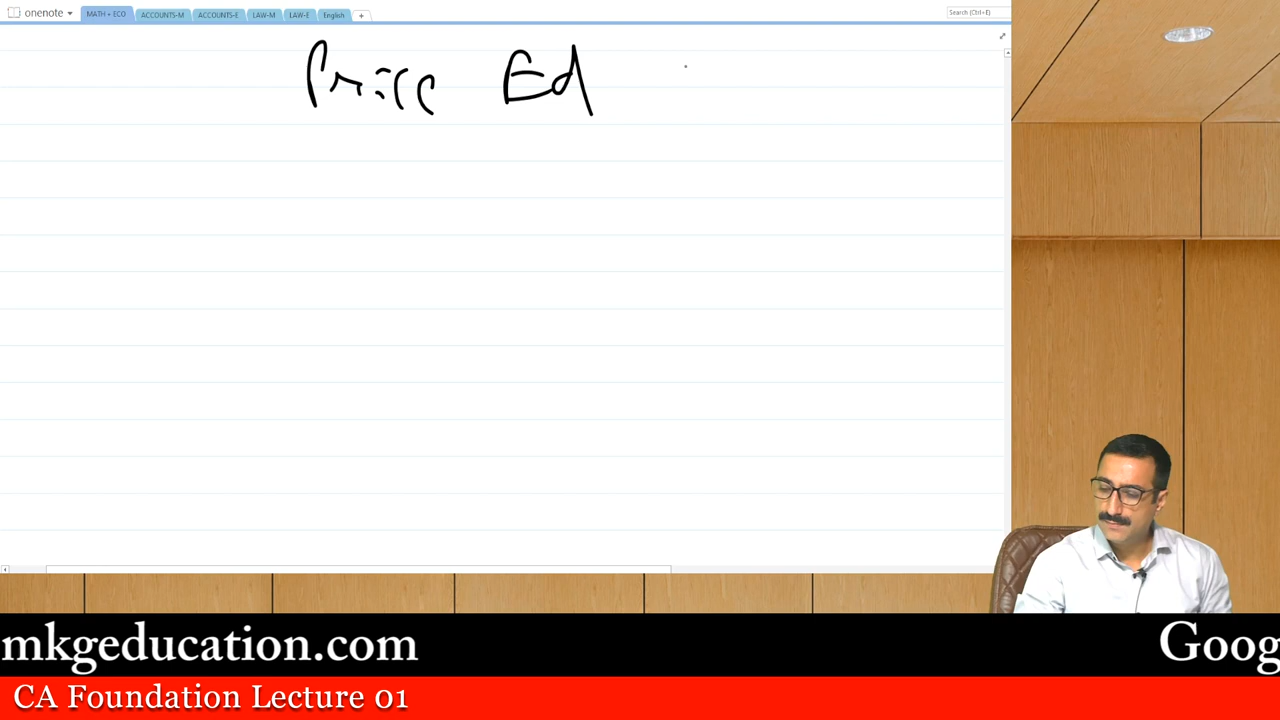 onenote MATH + ECO ACCOUNTS-M ACCOUNTS-E LAW-M LAW-E English + Search (Ctrl+E)
Price Ed
mkgeducation.com Goog
CA Foundation Lecture 01